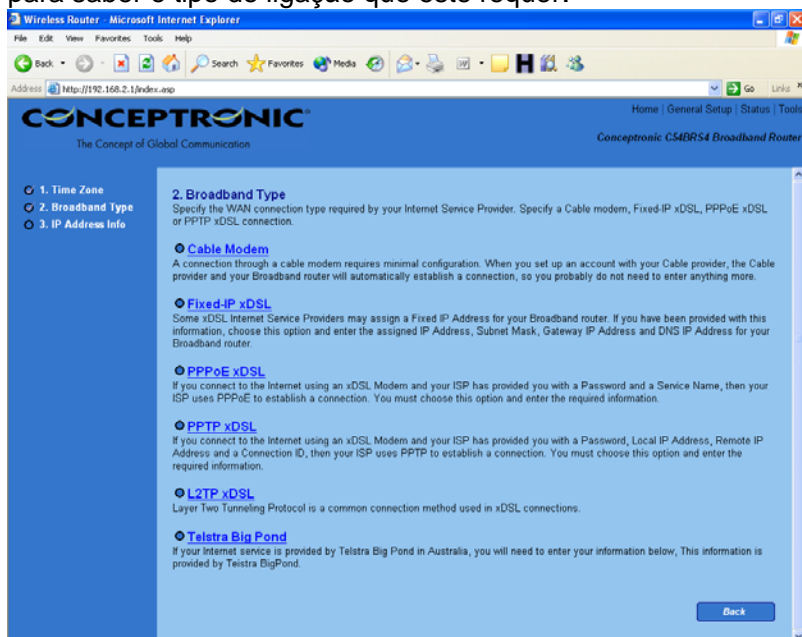 para saber o tipo de ligação que este requer.
Wireless Router - Microsoft Internet Explorer
File Edit View Favorites Tools Help
Back Search Favorites Media
Address http://192.168.2.1/index.asp Go Links
CONCEPTRONIC
The Concept of Global Communication
Home | General Setup | Status | Tools
Conceptronic C54BRS4 Broadband Router
1. Time Zone
2. Broadband Type
3. IP Address Info
2. Broadband Type
Specify the WAN connection type required by your Internet Service Provider. Specify a Cable modem, Fixed-IP xDSL, PPPoE xDSL
or PPTP xDSL connection.
Cable Modem
A connection through a cable modem requires minimal configuration. When you set up an account with your Cable provider, the Cable
provider and your Broadband router will automatically establish a connection, so you probably do not need to enter anything more.
Fixed-IP xDSL
Some xDSL Internet Service Providers may assign a Fixed IP Address for your Broadband router. If you have been provided with this
information, choose this option and enter the assigned IP Address, Subnet Mask, Gateway IP Address and DNS IP Address for your
Broadband router.
PPPoE xDSL
If you connect to the Internet using an xDSL Modem and your ISP has provided you with a Password and a Service Name, then your
ISP uses PPPoE to establish a connection. You must choose this option and enter the required information.
PPTP xDSL
If you connect to the Internet using an xDSL Modem and your ISP has provided you with a Password, Local IP Address, Remote IP
Address and a Connection ID, then your ISP uses PPTP to establish a connection. You must choose this option and enter the
required information.
L2TP xDSL
Layer Two Tunneling Protocol is a common connection method used in xDSL connections.
Telstra Big Pond
If your Internet service is provided by Telstra Big Pond in Australia, you will need to enter your information below, This information is
provided by Teistra BigPond.
Back